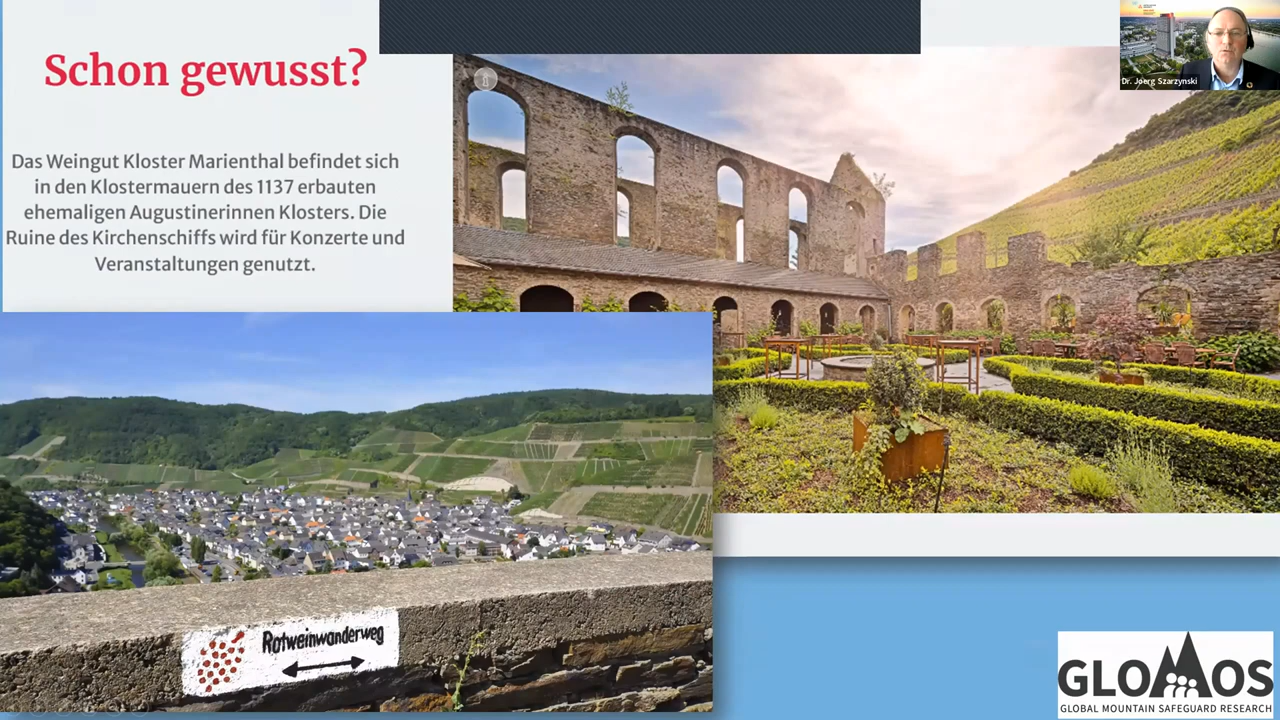 Schon gewusst?
Das Weingut Kloster Marienthal befindet sich
in den Klostermauern des 1137 erbauten
ehemaligen Augustinerinnen Klosters. Die
Ruine des Kirchenschiffs wird für Konzerte und
Veranstaltungen genutzt.
Dr. Joerg Szarzynski
Rotweinwanderweg
GLOMOS
GLOBAL MOUNTAIN SAFEGUARD RESEARCH